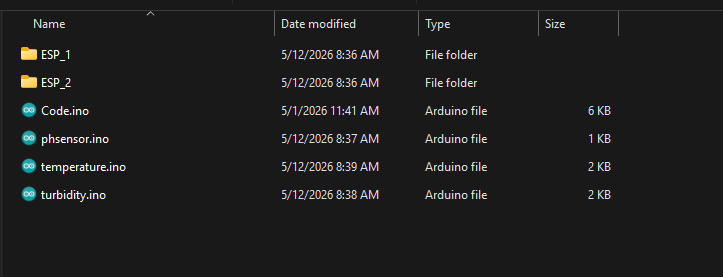 Name Date modified Type Size
ESP_1 5/12/2026 8:36 AM File folder
ESP_2 5/12/2026 8:36 AM File folder
Code.ino 5/1/2026 11:41 AM Arduino file 6 KB
phsensor.ino 5/12/2026 8:37 AM Arduino file 1 KB
temperature.ino 5/12/2026 8:39 AM Arduino file 2 KB
turbidity.ino 5/12/2026 8:38 AM Arduino file 2 KB